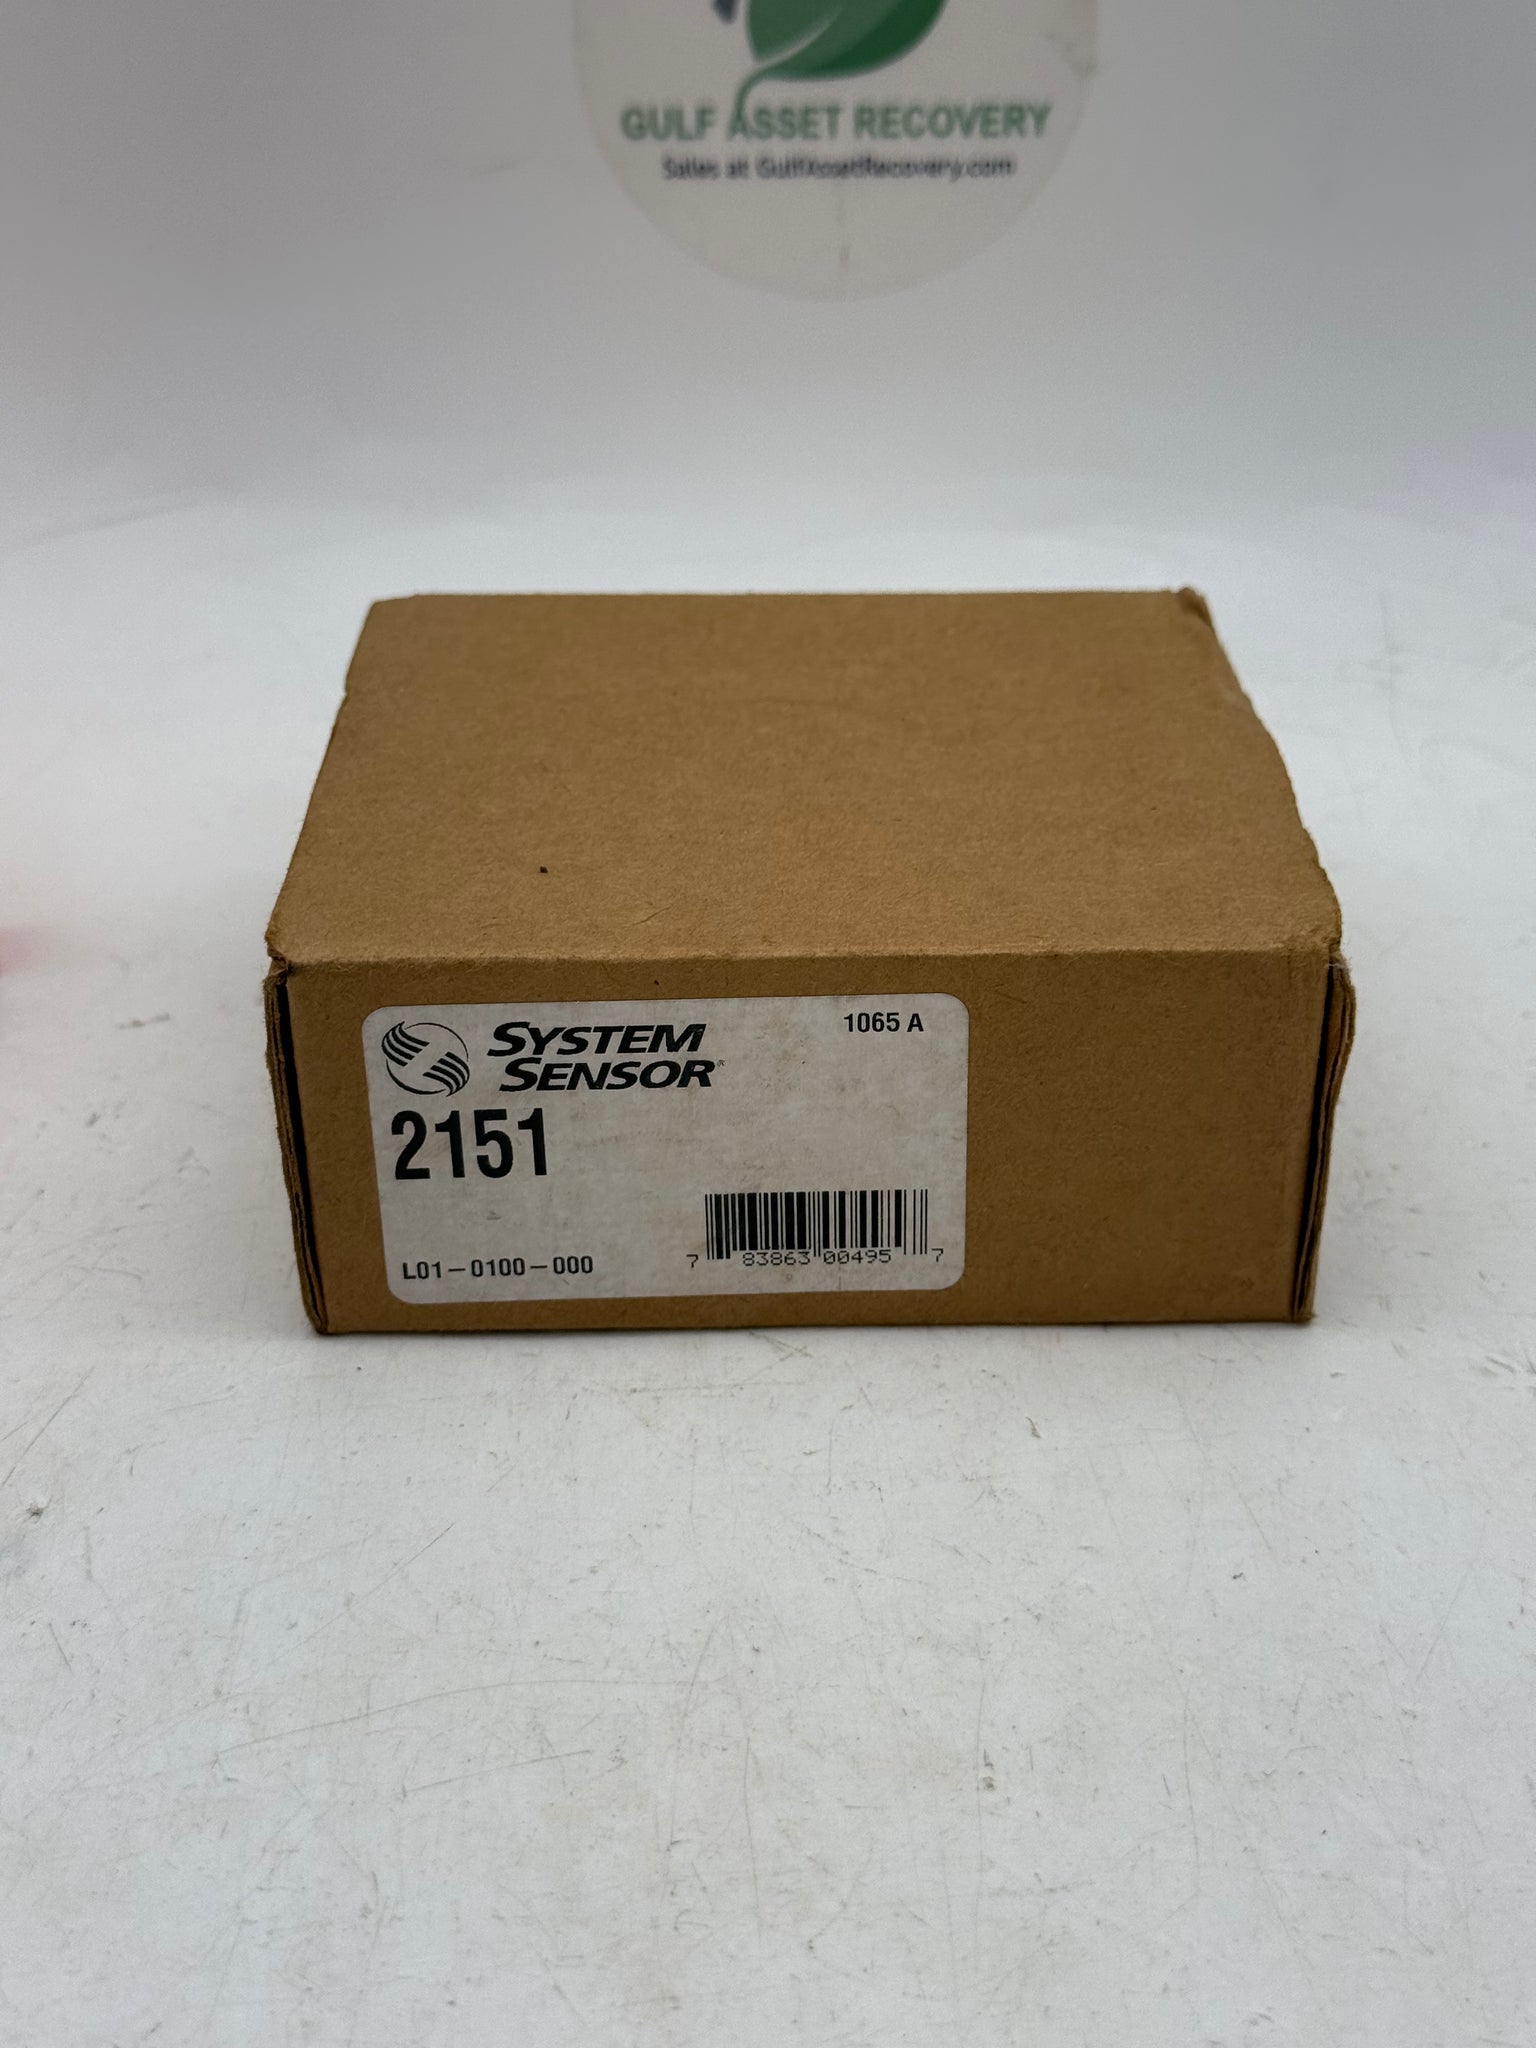 GULF ASSET RECOVERY
Sales at GulfAssetRecovery.com
SYSTEM
SENSOR®
1065 A
2151
L01-0100-000
7 83863 00495 7